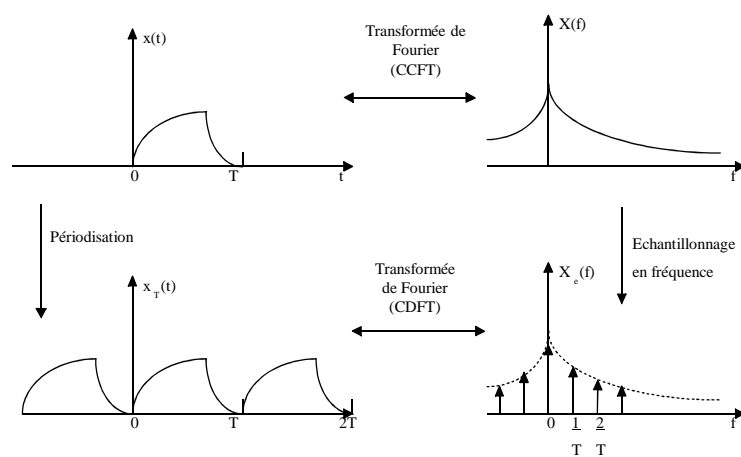 x(t)
Transformée de
Fourier
(CCFT)
X(f)
0
T
t
f
Périodisation
Echantillonnage
en fréquence
x_T(t)
Transformée
de Fourier
(CDFT)
X_e(f)
0
T
2T
0
1
T
2
T
f